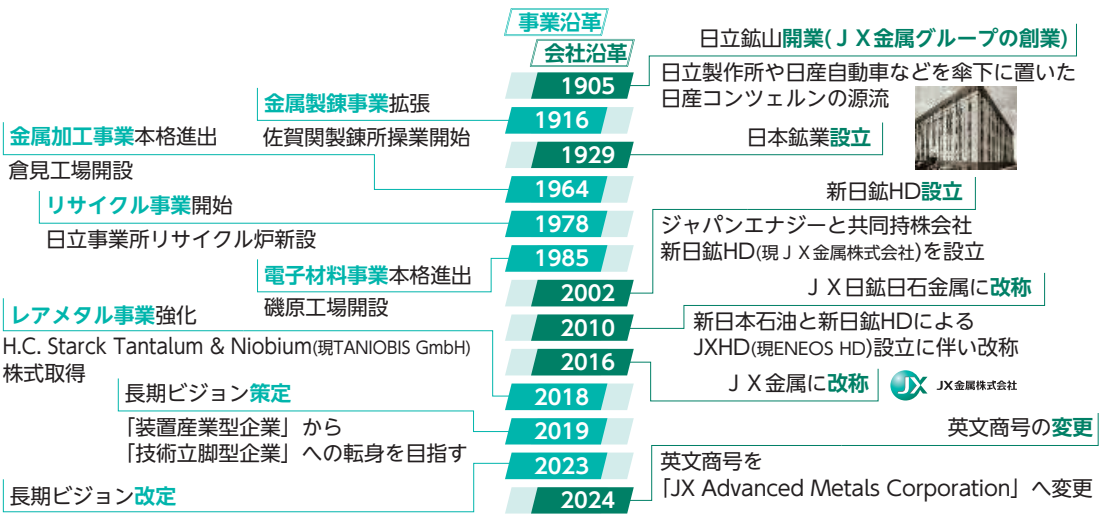 事業沿革
会社沿革
1905
日立鉱山開業(ＪＸ金属グループの創業)
日立製作所や日産自動車などを傘下に置いた
日産コンツェルンの源流
1916
金属製錬事業拡張
佐賀関製錬所操業開始
1929
日本鉱業設立
1964
金属加工事業本格進出
倉見工場開設
1978
リサイクル事業開始
日立事業所リサイクル炉新設
1985
電子材料事業本格進出
磯原工場開設
2002
新日鉱HD設立
ジャパンエナジーと共同持株会社
新日鉱HD(現ＪＸ金属株式会社)を設立
2010
ＪＸ日鉱日石金属に改称
新日本石油と新日鉱HDによる
JXHD(現ENEOS HD)設立に伴い改称
2016
ＪＸ金属に改称
JX JX金属株式会社
2018
レアメタル事業強化
H.C. Starck Tantalum & Niobium(現TANIOBIS GmbH)
株式取得
2019
長期ビジョン策定
「装置産業型企業」から
「技術立脚型企業」への転身を目指す
2023
長期ビジョン改定
2024
英文商号の変更
英文商号を
「JX Advanced Metals Corporation」へ変更